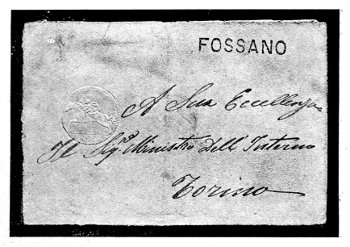 FOSSANO
A Sua Eccellenza
Il Sig.º Ministro dell'Interno
Torino